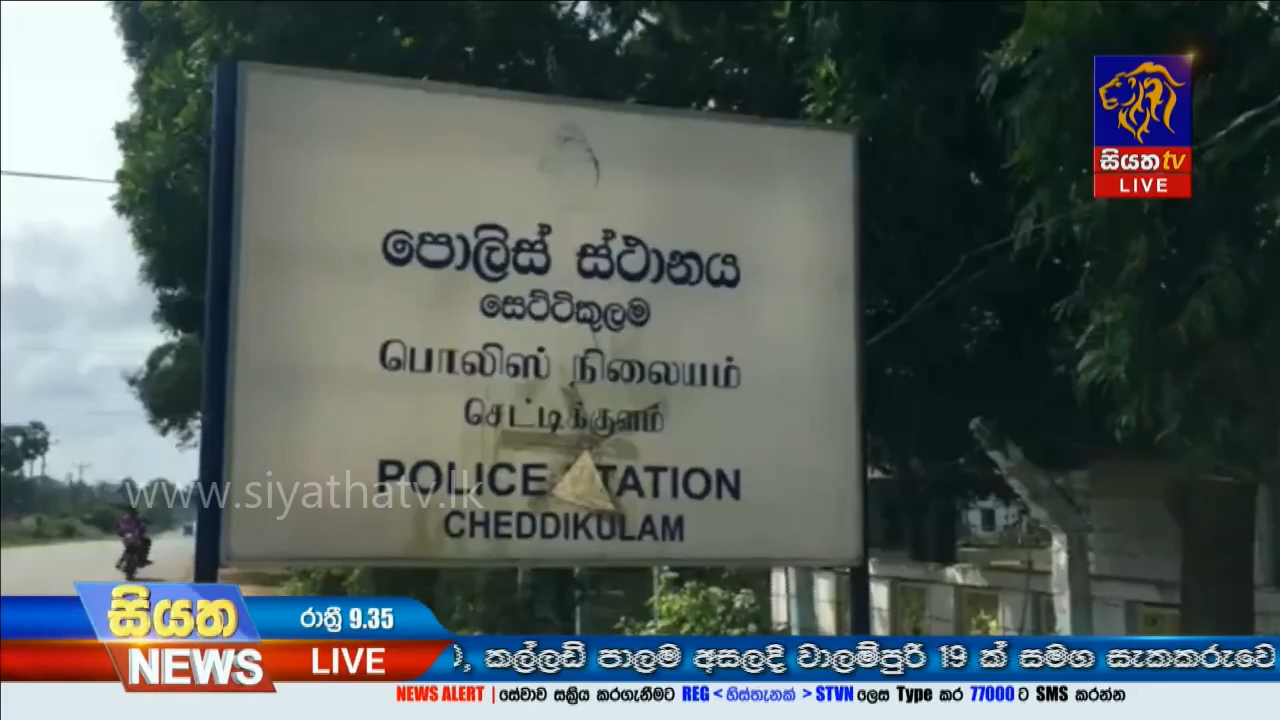 සියත tv
LIVE
පොලිස් ස්ථානය
සෙට්ටිකුලම
பொலிஸ் நிலையம்
செட்டிக்குளம்
POLICE STATION
CHEDDIKULAM
www.siyathatv.lk
සියත
NEWS
රාත්‍රී 9.35
LIVE
කල්ලඩි පාලම අසලදි වාලම්පුරි 19 ක් සමඟ සැකකරුවෙ
NEWS ALERT | සේවාව සක්‍රිය කරගැනීමට REG < හිස්තැනක් > STVN ලෙස Type කර 77000 ට SMS කරන්න